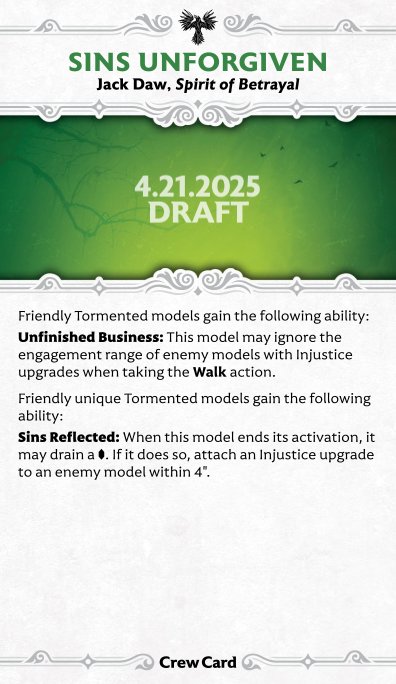 SINS UNFORGIVEN
Jack Daw, Spirit of Betrayal
4.21.2025
DRAFT
Friendly Tormented models gain the following ability:
Unfinished Business: This model may ignore the
engagement range of enemy models with Injustice
upgrades when taking the Walk action.
Friendly unique Tormented models gain the following
ability:
Sins Reflected: When this model ends its activation, it
may drain a . If it does so, attach an Injustice upgrade
to an enemy model within 4".
Crew Card